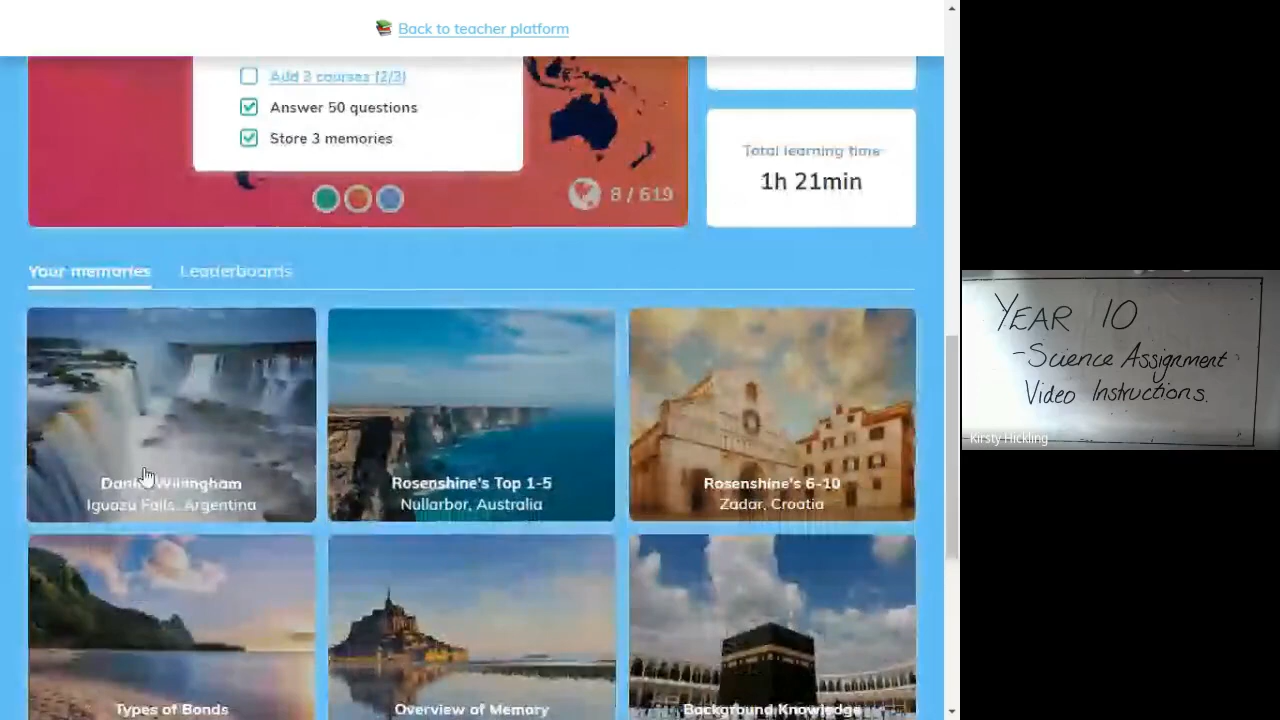 Back to teacher platform
Add 3 courses (2/3)
Answer 50 questions
Store 3 memories
8 / 619
Total learning time
1h 21min
Your memories
Leaderboards
Daniel Willingham
Iguazu Falls, Argentina
Rosenshine's Top 1-5
Nullarbor, Australia
Rosenshine's 6-10
Zadar, Croatia
Types of Bonds
Overview of Memory
Background Knowledge
YEAR 10
- Science Assignment
Video Instructions.
Kirsty Hickling